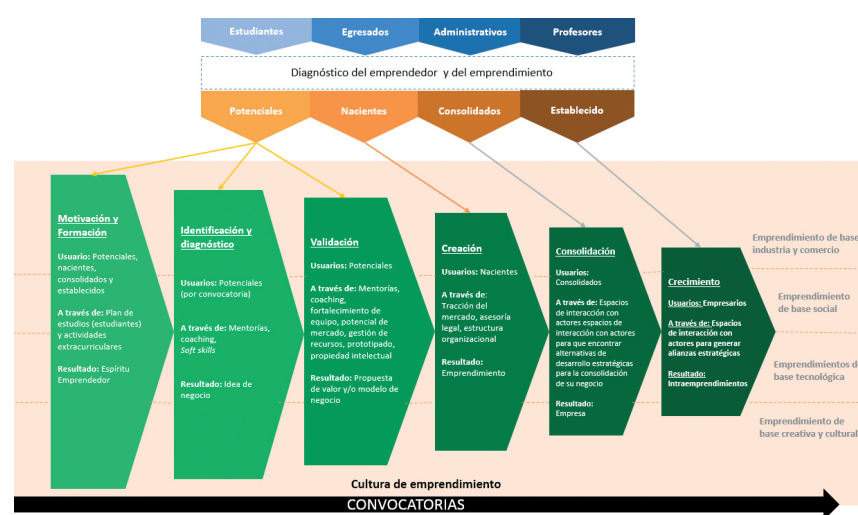 Estudiantes
Egresados
Administrativos
Profesores
Diagnóstico del emprendedor y del emprendimiento
Potenciales
Nacientes
Consolidados
Establecido
Motivación y
Formación
Usuario: Potenciales,
nacientes,
consolidados y
establecidos
A través de: Plan de
estudios (estudiantes)
y actividades
extracurriculares
Resultado: Espíritu
Emprendedor
Identificación y
diagnóstico
Usuarios: Potenciales
(por convocatoria)
A través de: Mentorías,
coaching,
Soft skills
Resultado: Idea de
negocio
Validación
Usuarios: Potenciales
A través de: Mentorías,
coaching,
fortalecimiento de
equipo, potencial de
mercado, gestión de
recursos, prototipado,
propiedad intelectual
Resultado: Propuesta
de valor y/o modelo de
negocio
Creación
Usuarios: Nacientes
A través de:
Tracción del
mercado, asesoría
legal, estructura
organizacional
Resultado:
Emprendimiento
Consolidación
Usuarios:
Consolidados
A través de: Espacios
de interacción con
actores espacios de
interacción con actores
para que encontrar
alternativas de
desarrollo estratégicas
para la consolidación
de su negocio
Resultado:
Empresa
Crecimiento
Usuarios: Empresarios
A través de: Espacios
de interacción con
actores para generar
alianzas estratégicas
Resultado:
Intraemprendimientos
Emprendimiento de base
industria y comercio
Emprendimiento
de base social
Emprendimientos de
base tecnológica
Emprendimiento de
base creativa y cultural
Cultura de emprendimiento
CONVOCATORIAS